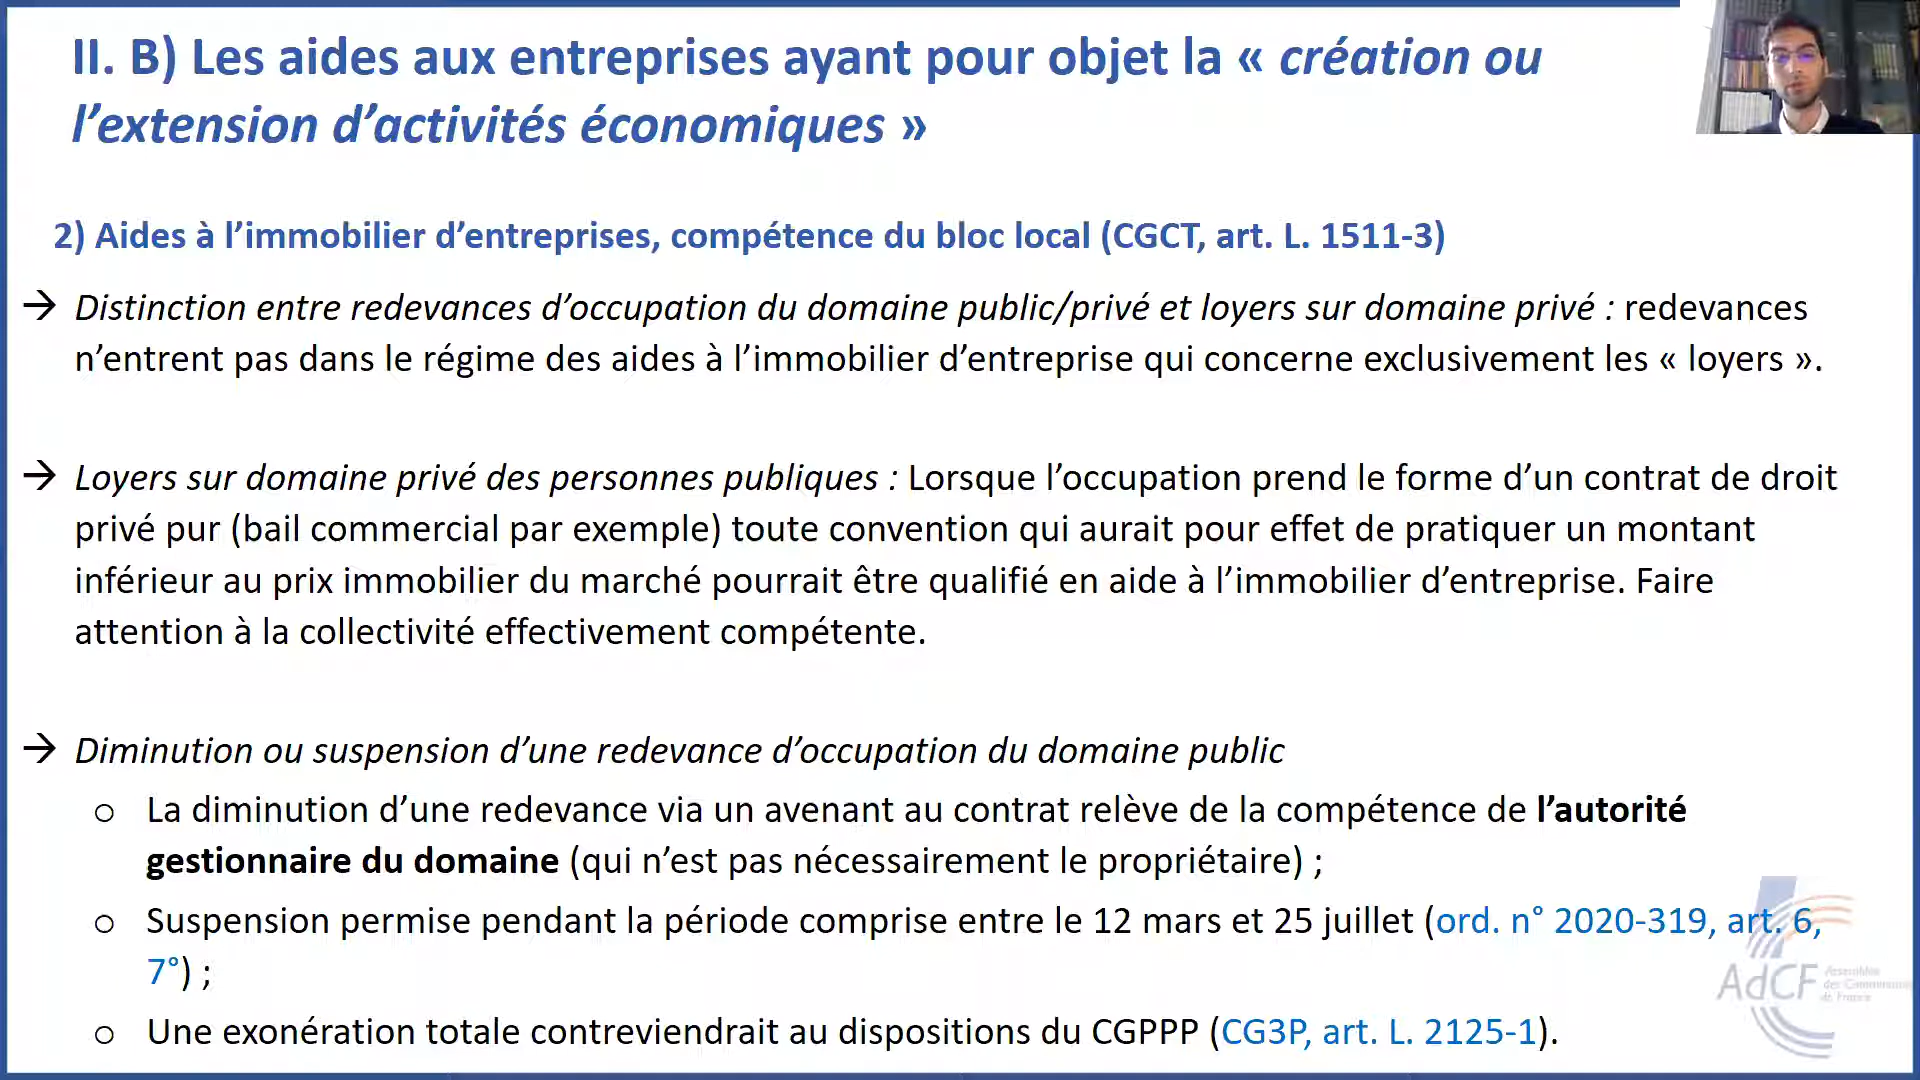 II. B) Les aides aux entreprises ayant pour objet la « création ou
l’extension d’activités économiques »
2) Aides à l’immobilier d’entreprises, compétence du bloc local (CGCT, art. L. 1511-3)
→ Distinction entre redevances d’occupation du domaine public/privé et loyers sur domaine privé : redevances
n’entrent pas dans le régime des aides à l’immobilier d’entreprise qui concerne exclusivement les « loyers ».
→ Loyers sur domaine privé des personnes publiques : Lorsque l’occupation prend le forme d’un contrat de droit
privé pur (bail commercial par exemple) toute convention qui aurait pour effet de pratiquer un montant
inférieur au prix immobilier du marché pourrait être qualifié en aide à l’immobilier d’entreprise. Faire
attention à la collectivité effectivement compétente.
→ Diminution ou suspension d’une redevance d’occupation du domaine public
o La diminution d’une redevance via un avenant au contrat relève de la compétence de l’autorité
gestionnaire du domaine (qui n’est pas nécessairement le propriétaire) ;
o Suspension permise pendant la période comprise entre le 12 mars et 25 juillet (ord. n° 2020-319, art. 6,
7°) ;
o Une exonération totale contreviendrait au dispositions du CGPPP (CG3P, art. L. 2125-1).
AdCF
de France